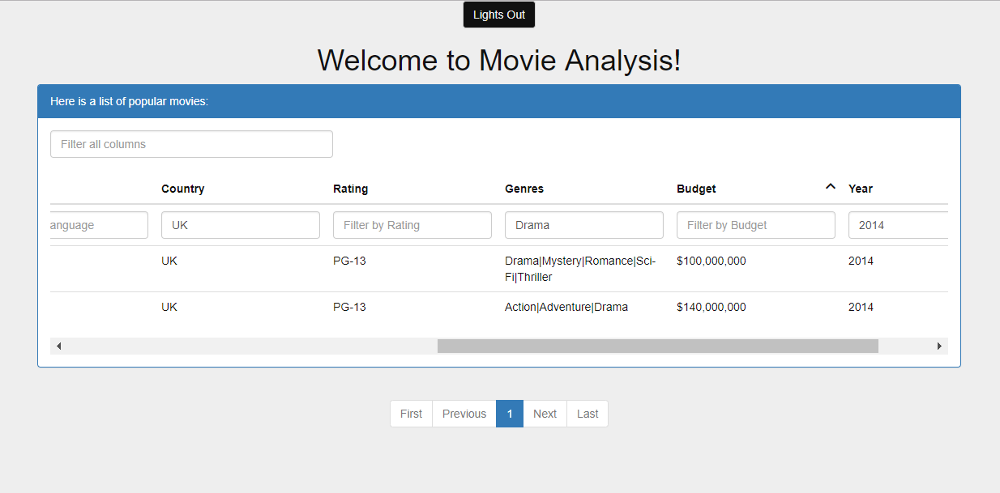 Lights Out
Welcome to Movie Analysis!
Here is a list of popular movies:
Filter all columns
Country Rating Genres Budget Year
anguage UK Filter by Rating Drama Filter by Budget 2014
UK PG-13 Drama|Mystery|Romance|Sci- $100,000,000 2014
Fi|Thriller
UK PG-13 Action|Adventure|Drama $140,000,000 2014
First Previous 1 Next Last